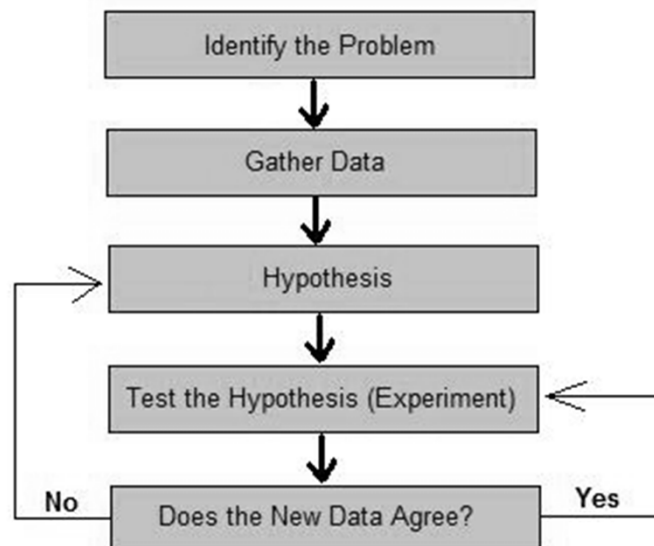 Identify the Problem
Gather Data
Hypothesis
Test the Hypothesis (Experiment)
No
Does the New Data Agree?
Yes